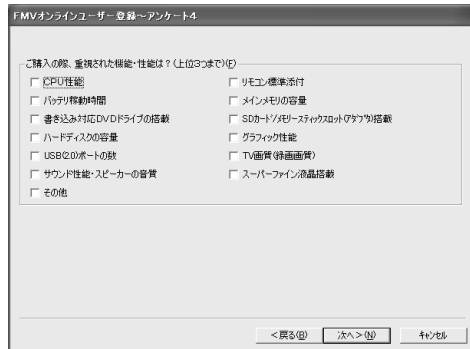 FMVオンラインユーザー登録～アンケート4
ご購入の際、重視された機能・性能は？(上位3つまで)(F)
CPU性能
リモコン標準添付
バッテリ稼動時間
メインメモリの容量
書き込み対応DVDドライブの搭載
SDカード/メモリースティックスロット(アダプタ)搭載
ハードディスクの容量
グラフィック性能
USB(2.0)ポートの数
TV画質(録画画質)
サウンド性能・スピーカーの音質
スーパーファイン液晶搭載
その他
＜戻る(B)
次へ＞(N)
キャンセル